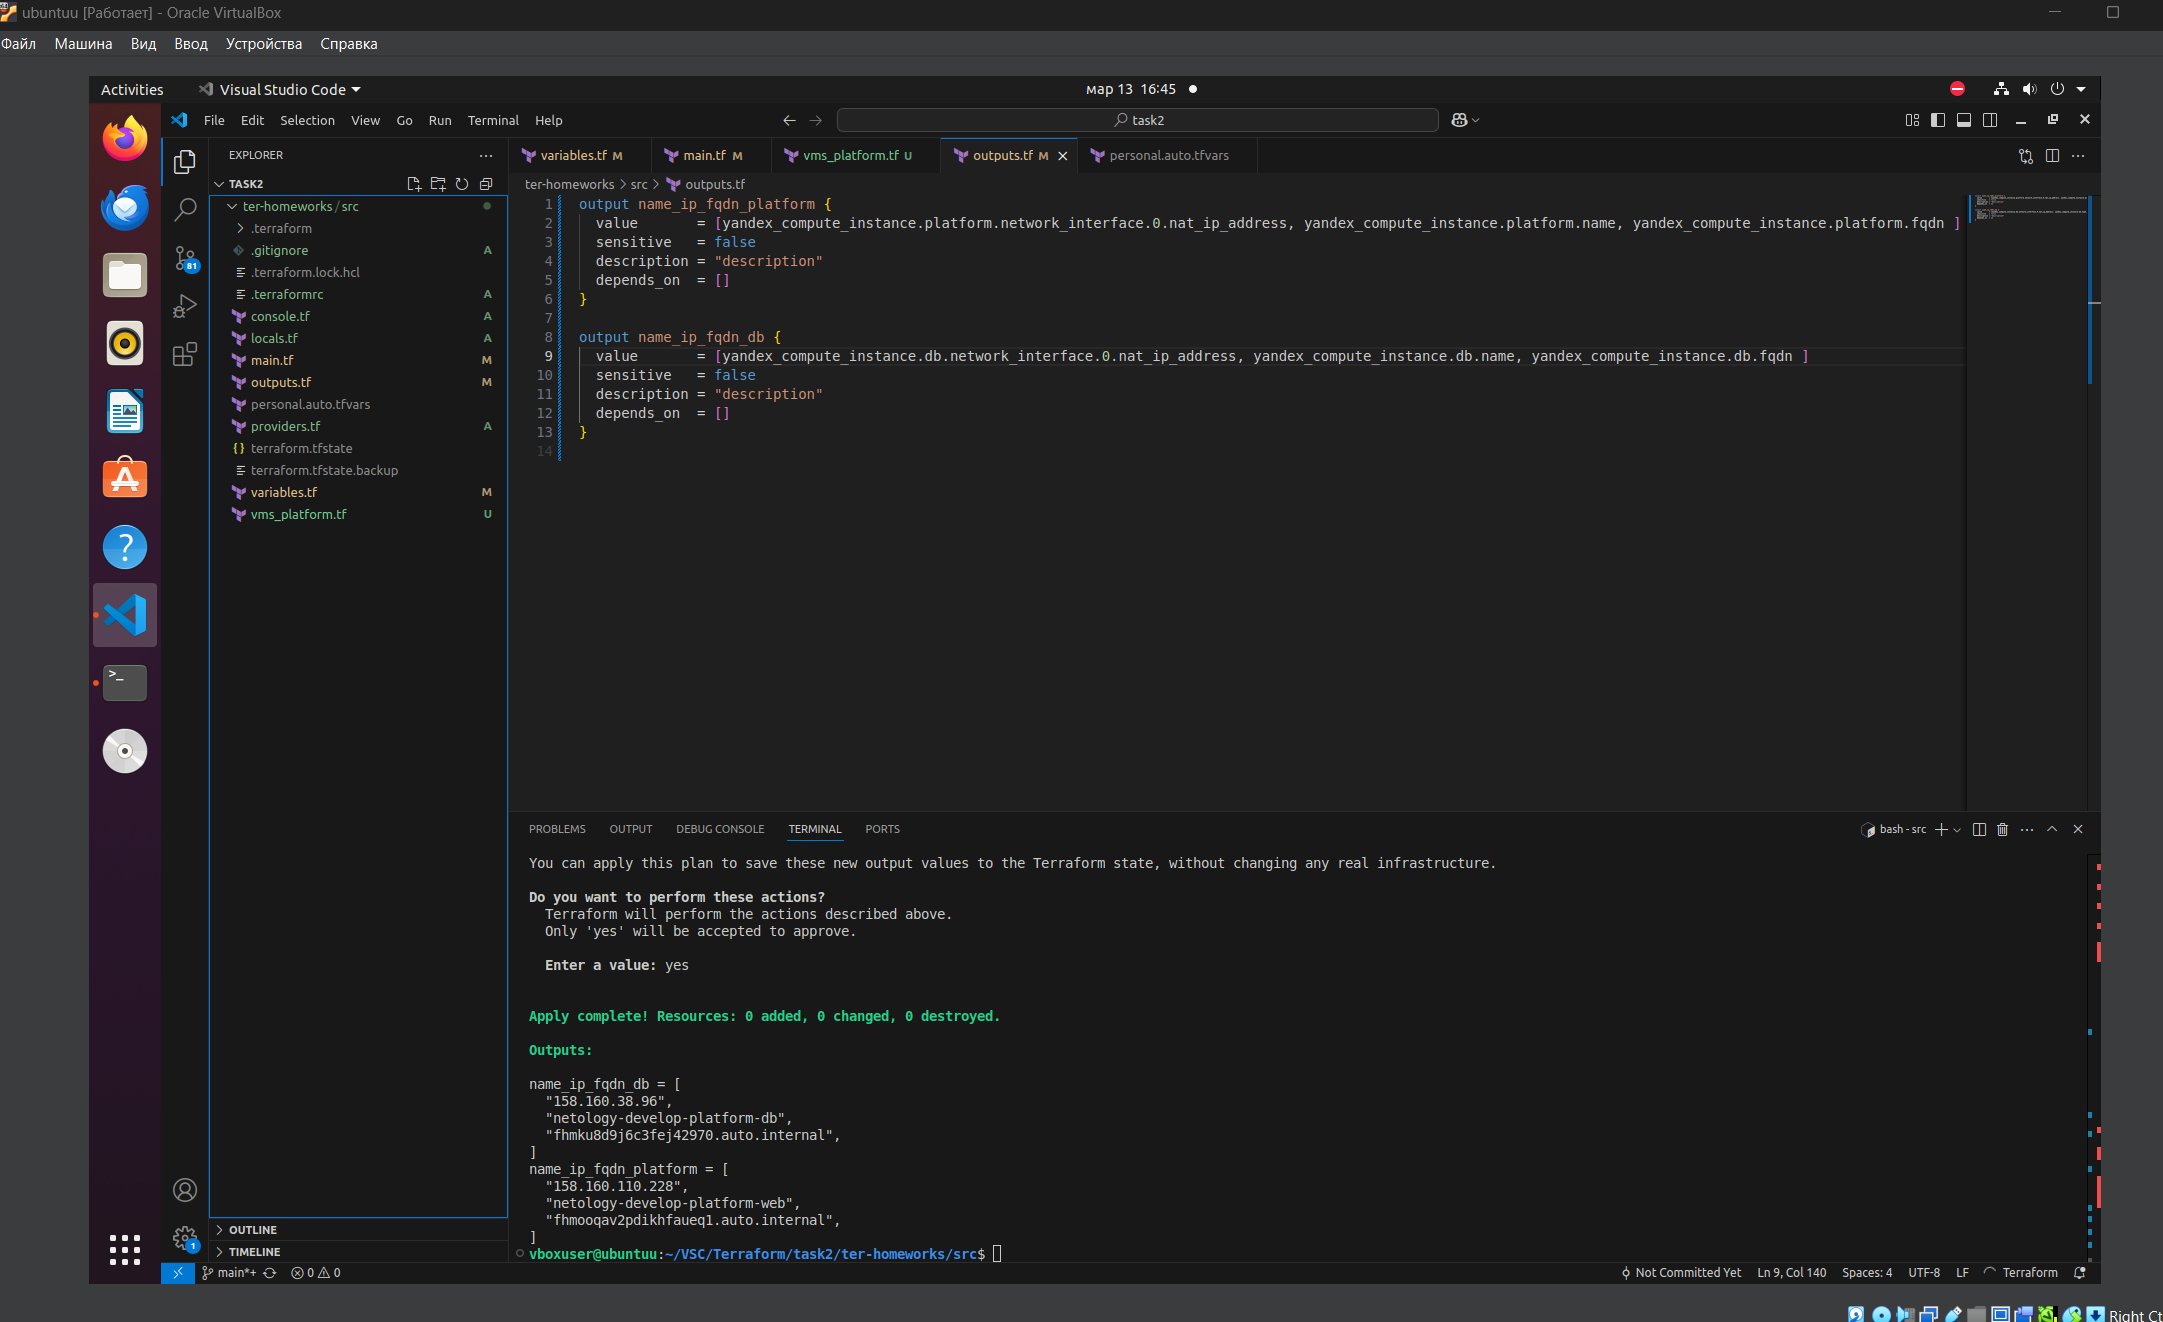 ubuntuu [Работает] - Oracle VirtualBox
Файл Машина Вид Ввод Устройства Справка
Activities Visual Studio Code мар 13 16:45
File Edit Selection View Go Run Terminal Help task2
EXPLORER
TASK2
ter-homeworks/src
.terraform
.gitignore A
.terraform.lock.hcl
.terraformrc A
console.tf A
locals.tf A
main.tf M
outputs.tf M
personal.auto.tfvars
providers.tf A
terraform.tfstate
terraform.tfstate.backup
variables.tf M
vms_platform.tf U
81
1
OUTLINE
TIMELINE
variables.tf M main.tf M vms_platform.tf U outputs.tf M personal.auto.tfvars
ter-homeworks > src > outputs.tf
1 output name_ip_fqdn_platform {
2 value = [yandex_compute_instance.platform.network_interface.0.nat_ip_address, yandex_compute_instance.platform.name, yandex_compute_instance.platform.fqdn ]
3 sensitive = false
4 description = "description"
5 depends_on = []
6 }
7
8 output name_ip_fqdn_db {
9 value = [yandex_compute_instance.db.network_interface.0.nat_ip_address, yandex_compute_instance.db.name, yandex_compute_instance.db.fqdn ]
10 sensitive = false
11 description = "description"
12 depends_on = []
13 }
14
PROBLEMS OUTPUT DEBUG CONSOLE TERMINAL PORTS bash - src
You can apply this plan to save these new output values to the Terraform state, without changing any real infrastructure.
Do you want to perform these actions?
Terraform will perform the actions described above.
Only 'yes' will be accepted to approve.
Enter a value: yes
Apply complete! Resources: 0 added, 0 changed, 0 destroyed.
Outputs:
name_ip_fqdn_db = [
"158.160.38.96",
"netology-develop-platform-db",
"fhmku8d9j6c3fej42970.auto.internal",
]
name_ip_fqdn_platform = [
"158.160.110.228",
"netology-develop-platform-web",
"fhmooqav2pdikhfaueq1.auto.internal",
]
vboxuser@ubuntuu:~/VSC/Terraform/task2/ter-homeworks/src$
main*+ 0 0 Not Committed Yet Ln 9, Col 140 Spaces: 4 UTF-8 LF Terraform
Right Ct